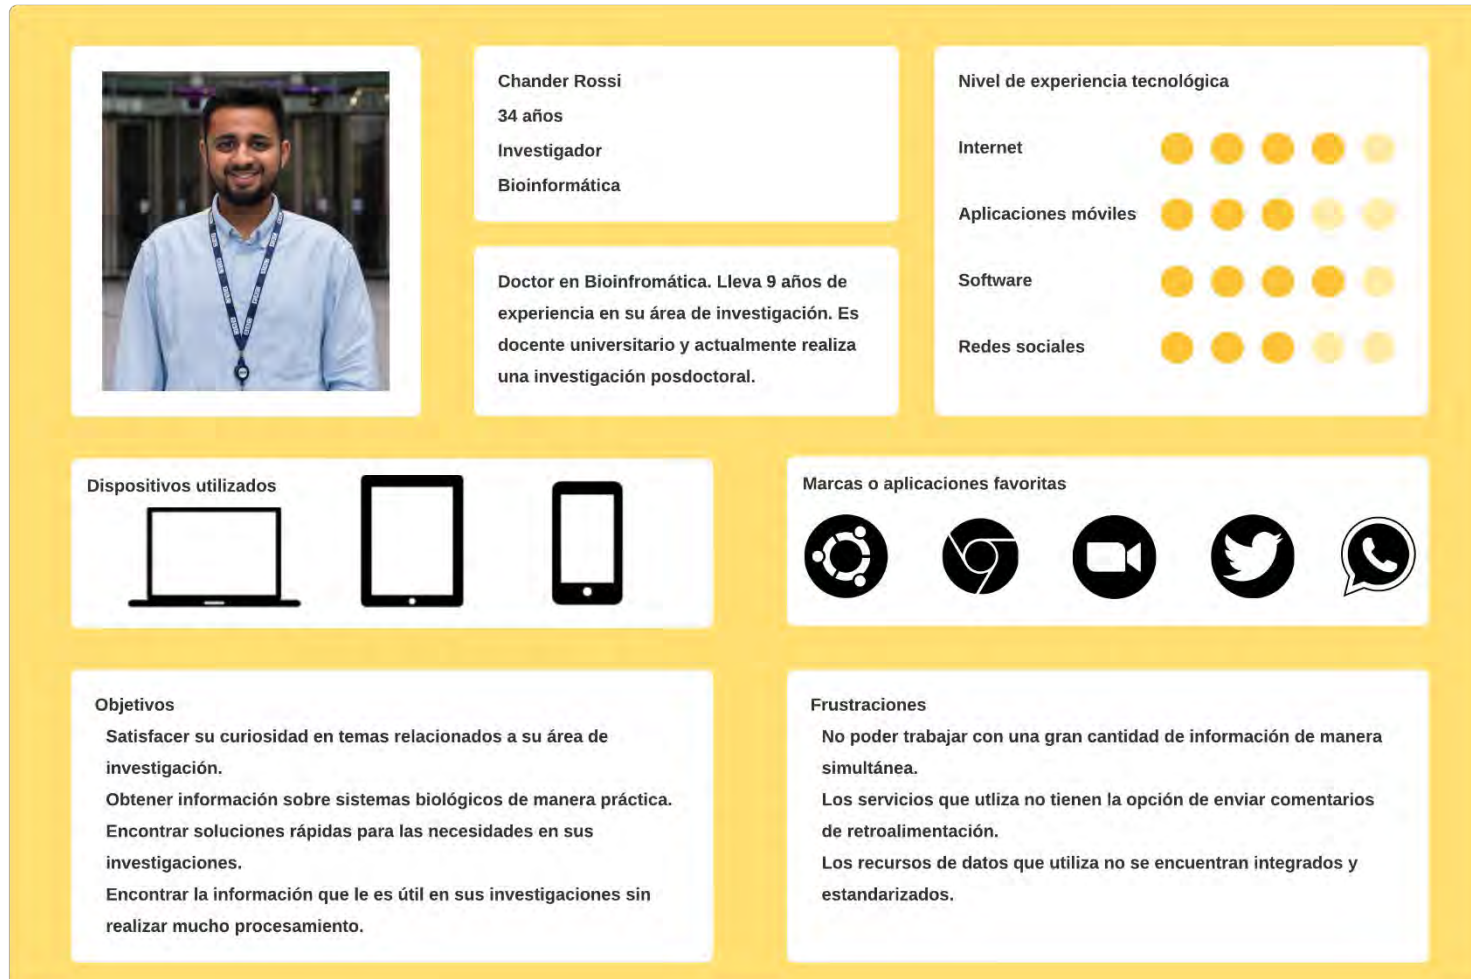 Chander Rossi
34 años
Investigador
Bioinformática
Doctor en Bioinfromática. Lleva 9 años de
experiencia en su área de investigación. Es
docente universitario y actualmente realiza
una investigación posdoctoral.
Nivel de experiencia tecnológica
Internet
Aplicaciones móviles
Software
Redes sociales
Dispositivos utilizados
Marcas o aplicaciones favoritas
Objetivos
Satisfacer su curiosidad en temas relacionados a su área de
investigación.
Obtener información sobre sistemas biológicos de manera práctica.
Encontrar soluciones rápidas para las necesidades en sus
investigaciones.
Encontrar la información que le es útil en sus investigaciones sin
realizar mucho procesamiento.
Frustraciones
No poder trabajar con una gran cantidad de información de manera
simultánea.
Los servicios que utliza no tienen la opción de enviar comentarios
de retroalimentación.
Los recursos de datos que utiliza no se encuentran integrados y
estandarizados.